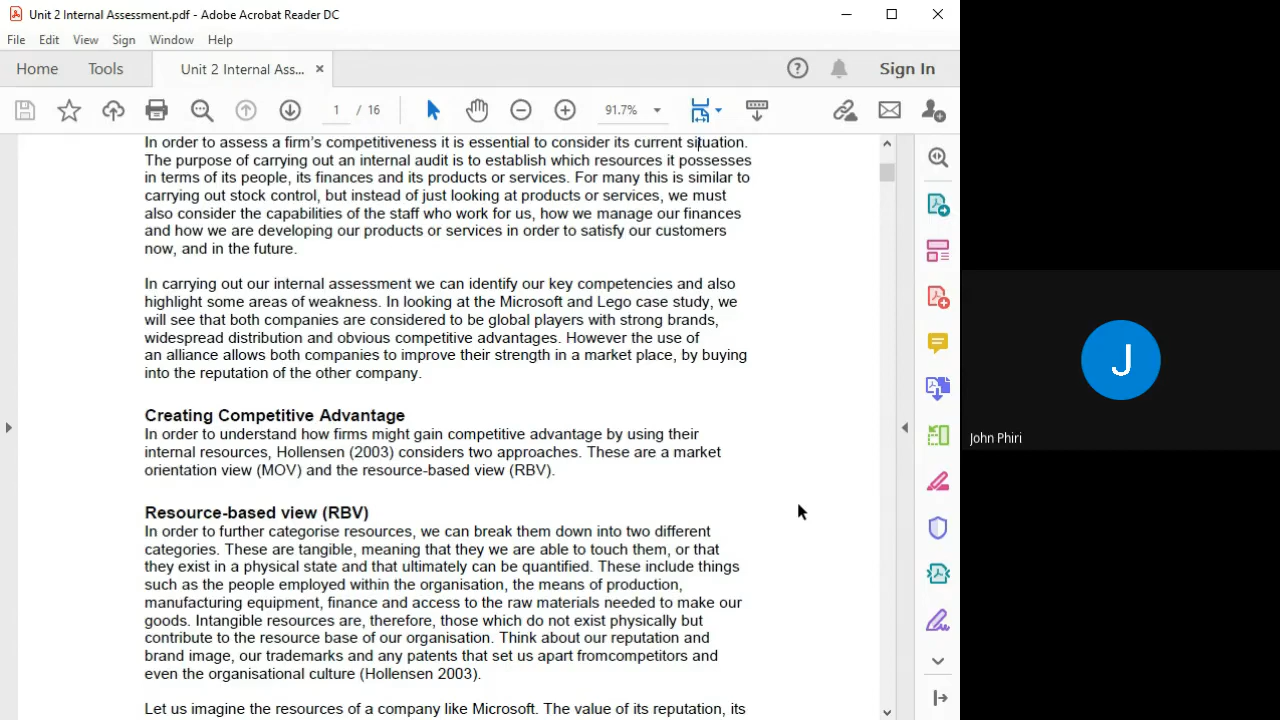 Unit 2 Internal Assessment.pdf - Adobe Acrobat Reader DC
File Edit View Sign Window Help
Home Tools Unit 2 Internal Ass... × Sign In
1 / 16 91.7%
In order to assess a firm's competitiveness it is essential to consider its current situation.
The purpose of carrying out an internal audit is to establish which resources it possesses
in terms of its people, its finances and its products or services. For many this is similar to
carrying out stock control, but instead of just looking at products or services, we must
also consider the capabilities of the staff who work for us, how we manage our finances
and how we are developing our products or services in order to satisfy our customers
now, and in the future.
In carrying out our internal assessment we can identify our key competencies and also
highlight some areas of weakness. In looking at the Microsoft and Lego case study, we
will see that both companies are considered to be global players with strong brands,
widespread distribution and obvious competitive advantages. However the use of
an alliance allows both companies to improve their strength in a market place, by buying
into the reputation of the other company.
Creating Competitive Advantage
In order to understand how firms might gain competitive advantage by using their
internal resources, Hollensen (2003) considers two approaches. These are a market
orientation view (MOV) and the resource-based view (RBV).
Resource-based view (RBV)
In order to further categorise resources, we can break them down into two different
categories. These are tangible, meaning that they we are able to touch them, or that
they exist in a physical state and that ultimately can be quantified. These include things
such as the people employed within the organisation, the means of production,
manufacturing equipment, finance and access to the raw materials needed to make our
goods. Intangible resources are, therefore, those which do not exist physically but
contribute to the resource base of our organisation. Think about our reputation and
brand image, our trademarks and any patents that set us apart fromcompetitors and
even the organisational culture (Hollensen 2003).
Let us imagine the resources of a company like Microsoft. The value of its reputation, its
J
John Phiri